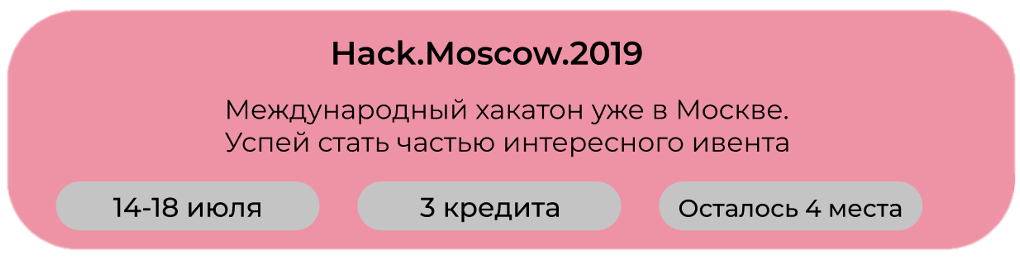 Hack.Moscow.2019
Международный хакатон уже в Москве.
Успей стать частью интересного ивента
14-18 июля
3 кредита
Осталось 4 места